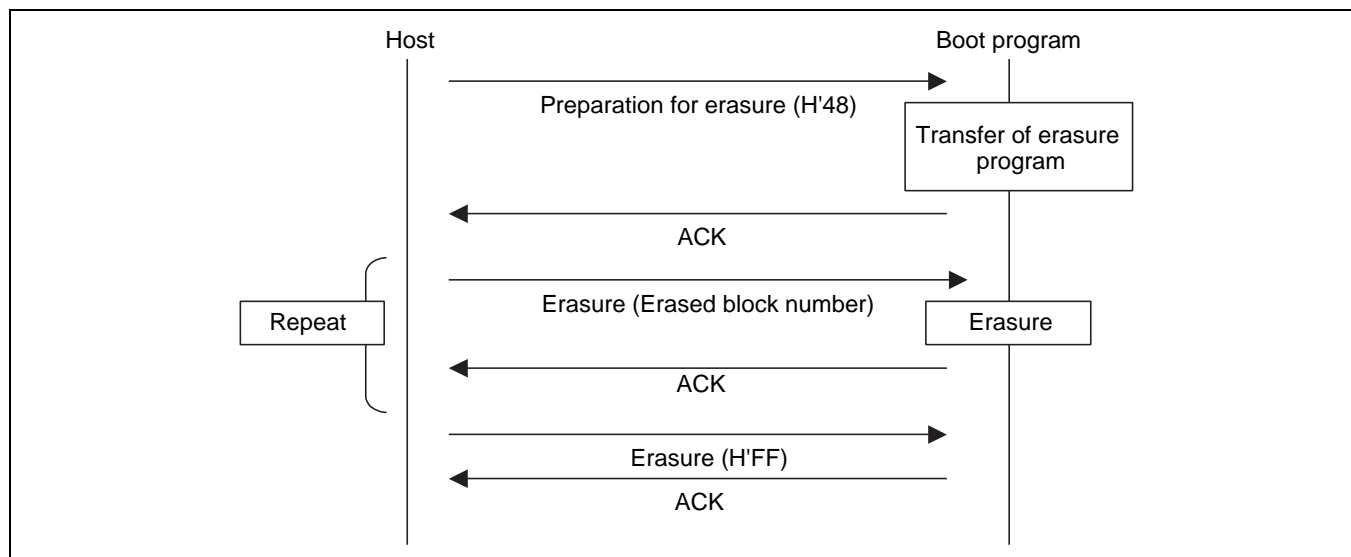 Host
Boot program
Preparation for erasure (H'48)
Transfer of erasure
program
ACK
Erasure (Erased block number)
Repeat
Erasure
ACK
Erasure (H'FF)
ACK